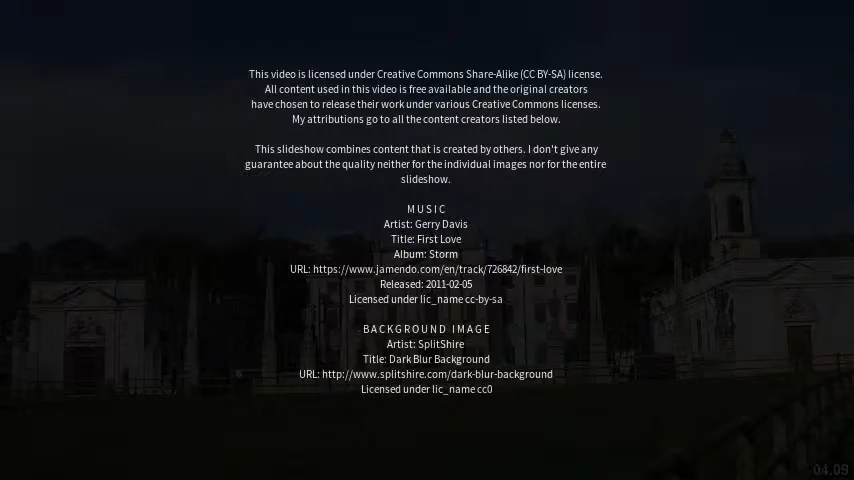 This video is licensed under Creative Commons Share-Alike (CC BY-SA) license.
All content used in this video is free available and the original creators
have chosen to release their work under various Creative Commons licenses.
My attributions go to all the content creators listed below.
This slideshow combines content that is created by others. I don't give any
guarantee about the quality neither for the individual images nor for the entire
slideshow.
MUSIC
Artist: Gerry Davis
Title: First Love
Album: Storm
URL: https://www.jamendo.com/en/track/726842/first-love
Released: 2011-02-05
Licensed under lic_name cc-by-sa
BACKGROUND IMAGE
Artist: SplitShire
Title: Dark Blur Background
URL: http://www.splitshire.com/dark-blur-background
Licensed under lic_name cc0
04.09